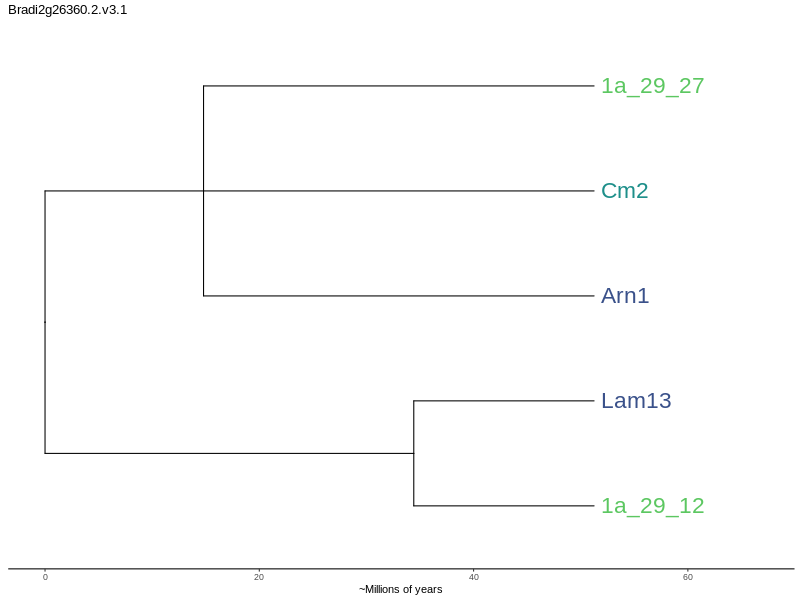 Bradi2g26360.2.v3.1
1a_29_27
Cm2
Arn1
Lam13
1a_29_12
0 20 40 60
~Millions of years